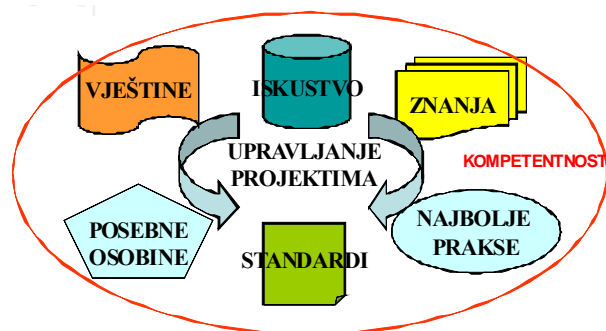 VJEŠTINE
ISKUSTVO
ZNANJA
UPRAVLJANJE
PROJEKTIMA
KOMPETENTNOST
POSEBNE
OSOBINE
STANDARDI
NAJBOLJE
PRAKSE